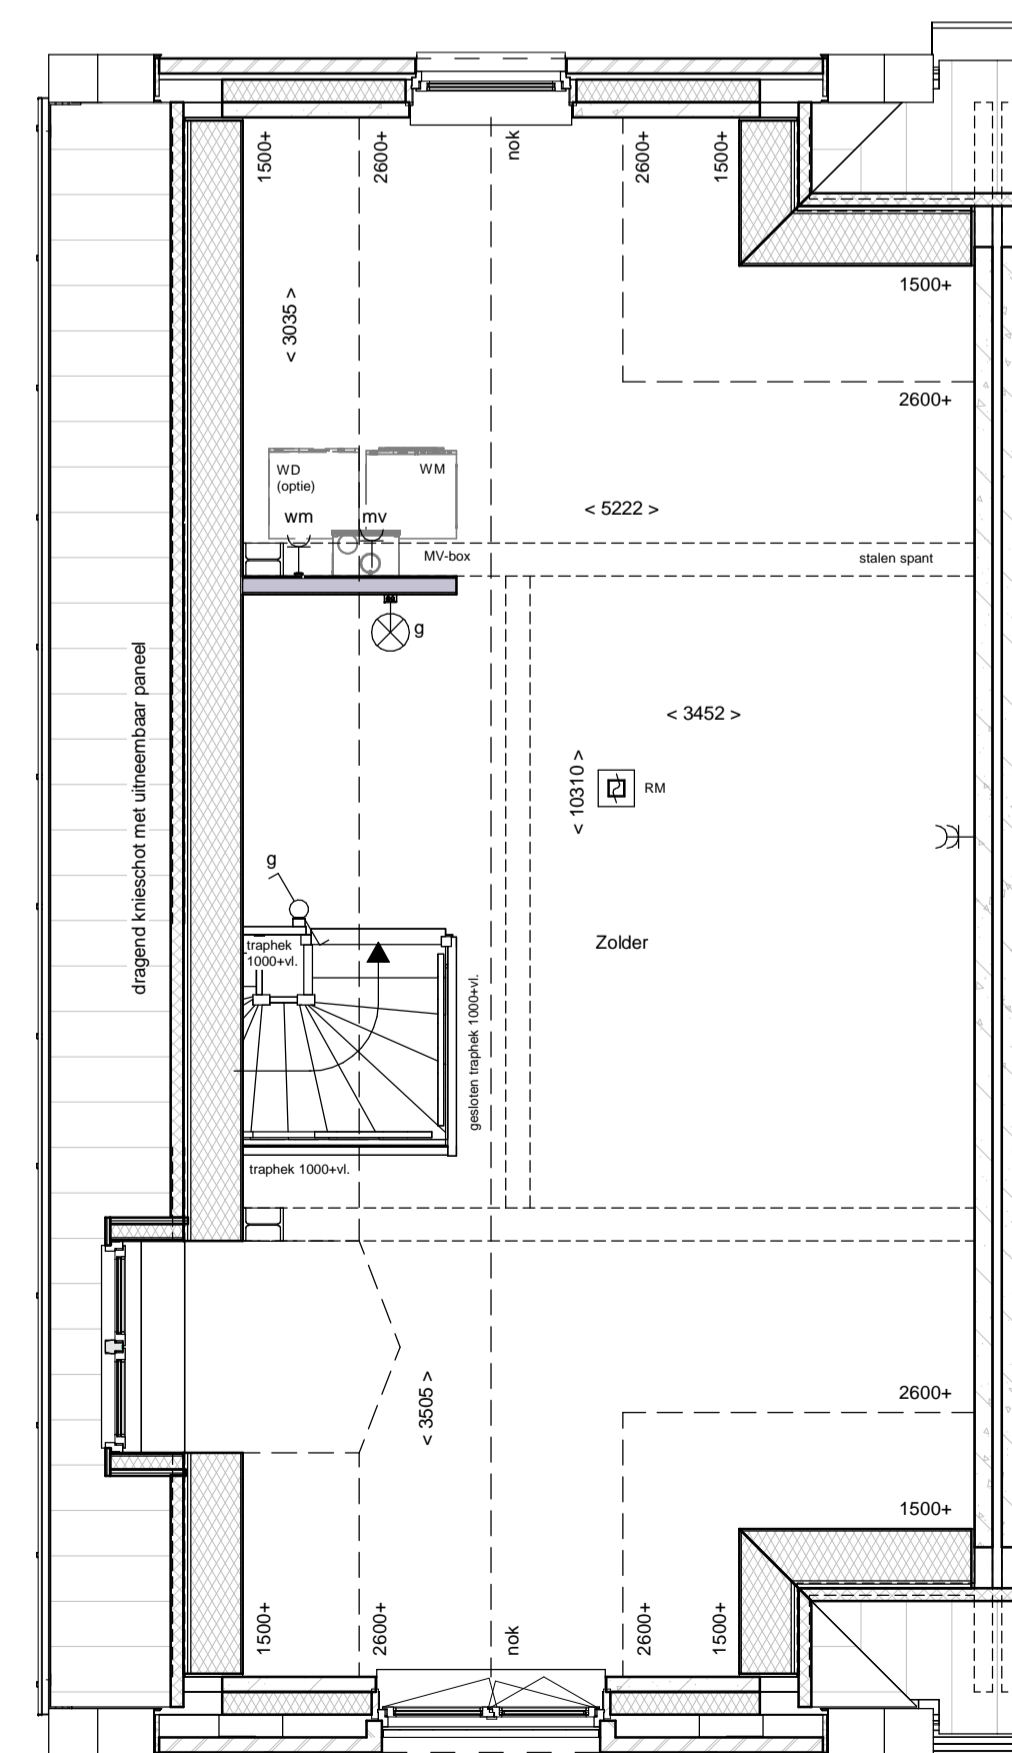 1500+
2600+
nok
2600+
1500+
1500+
< 3035 >
2600+
WD
(optie)
WM
wm
mv
< 5222 >
MV-box
stalen spant
g
dragend knieschot met uitneembaar paneel
< 3452 >
< 10310 >
RM
g
traphek
1000+vl.
Zolder
gesloten traphek 1000+vl.
traphek 1000+vl.
< 3505 >
2600+
1500+
1500+
2600+
nok
2600+
1500+